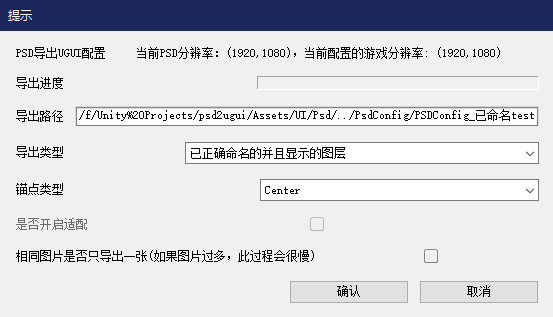 提示
PSD导出UGUI配置 当前PSD分辨率: (1920,1080), 当前配置的游戏分辨率: (1920,1080)
导出进度
导出路径 /f/Unity%20Projects/psd2ugui/Assets/UI/Psd/../PsdConfig/PSDConfig_已命名test
导出类型 已正确命名的并且显示的图层
锚点类型 Center
是否开启适配
相同图片是否只导出一张(如果图片过多，此过程会很慢)
确认 取消